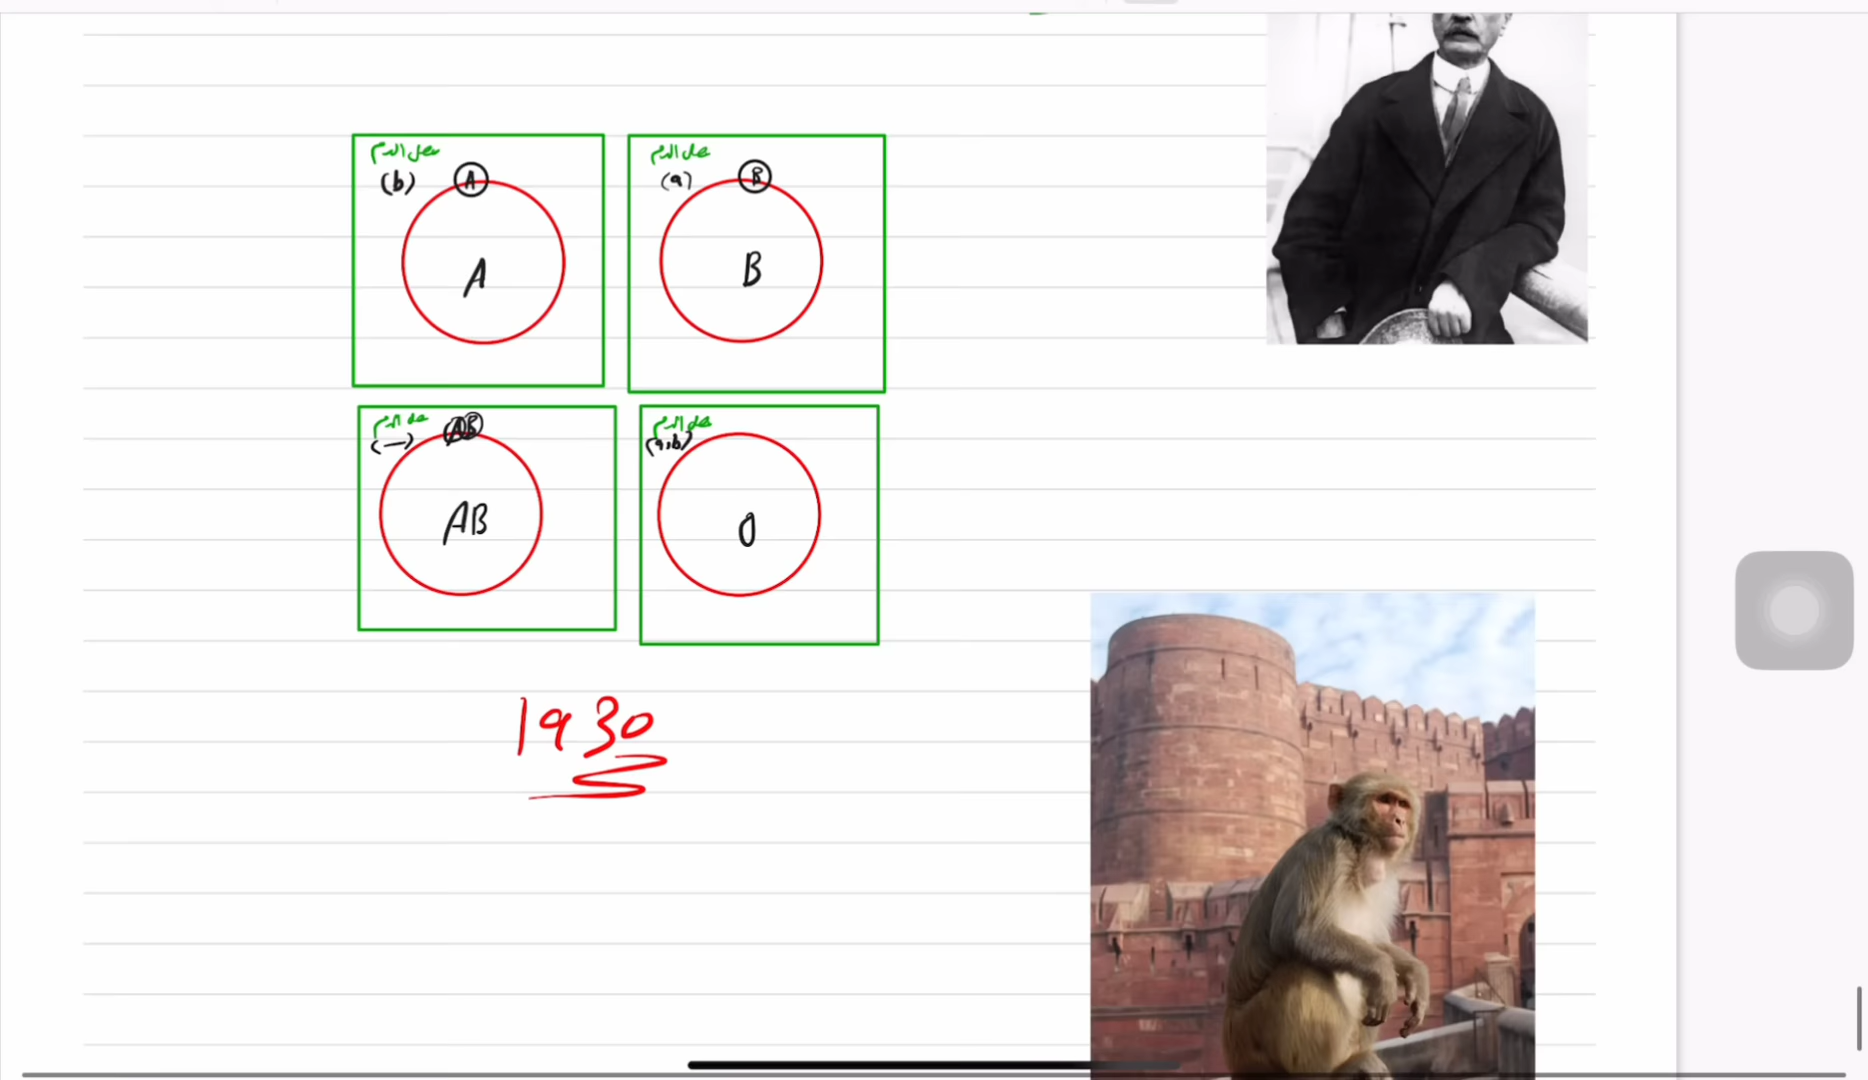 مصل الدم
(b)
A
A
مصل الدم
(a)
B
B
مصل الدم
(—)
AB
AB
مصل الدم
(a,b)
O
1930